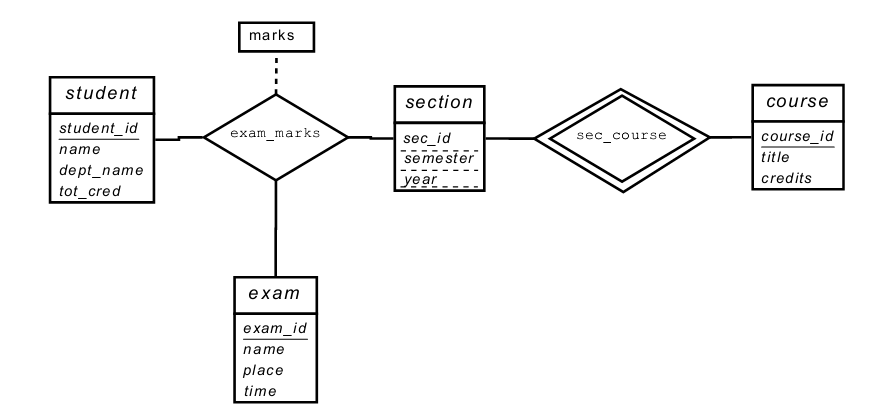 marks
student
student_id
name
dept_name
tot_cred
exam_marks
section
sec_id
semester
year
sec_course
course
course_id
title
credits
exam
exam_id
name
place
time